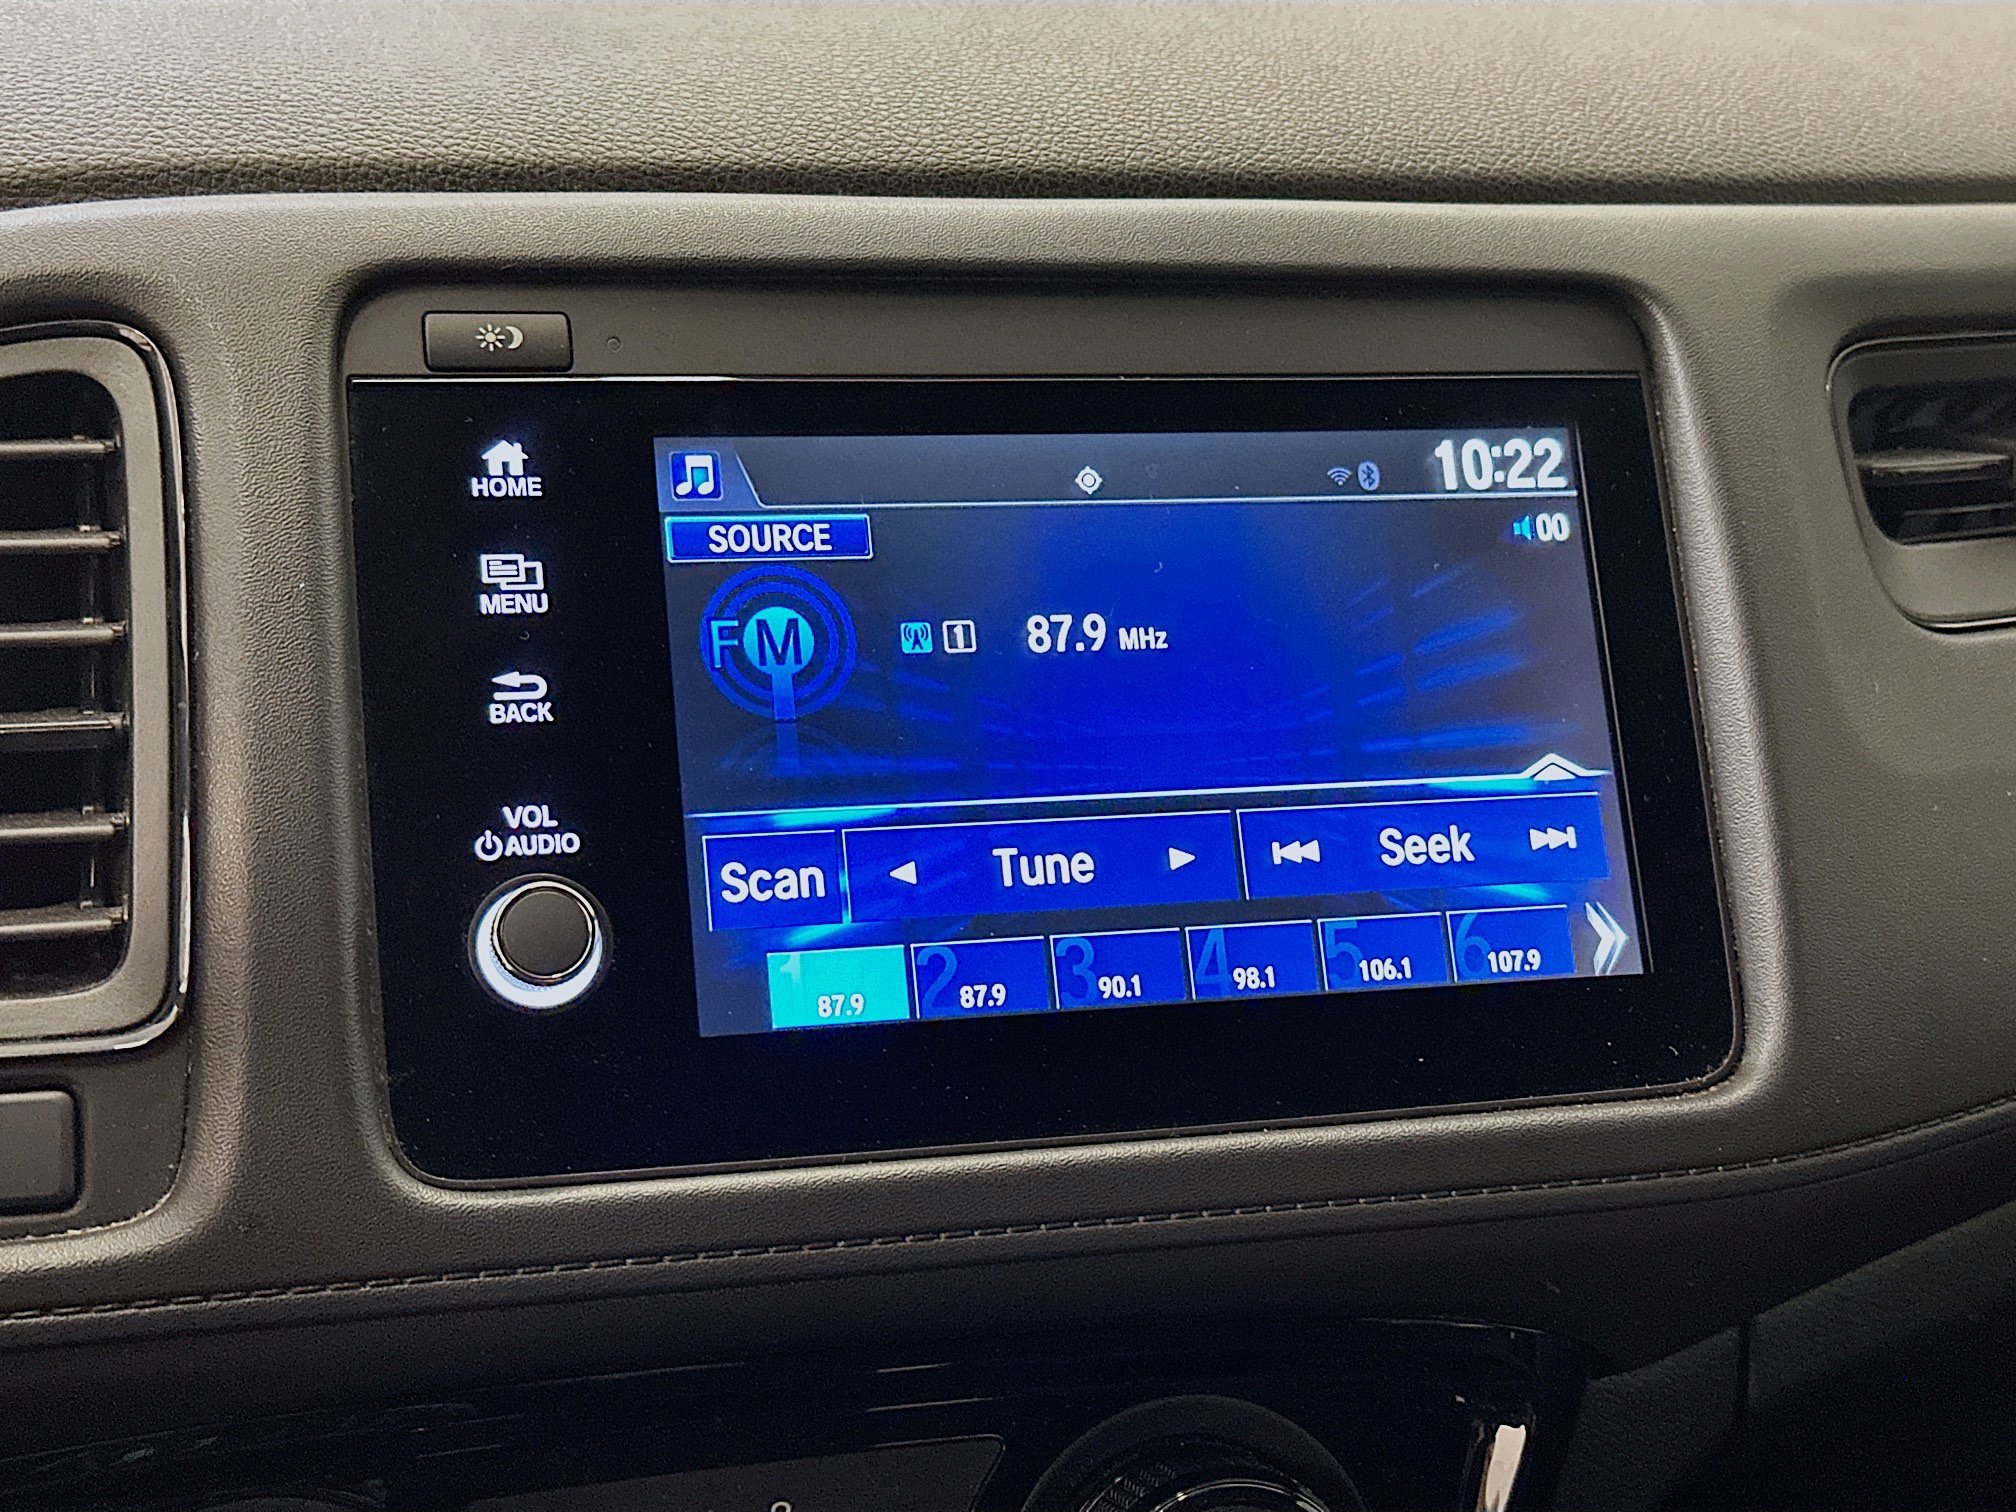 HOME
MENU
BACK
VOL
AUDIO
10:22
SOURCE
00
FM
1 87.9 MHz
Scan Tune Seek
1 87.9
2 87.9
3 90.1
4 98.1
5 106.1
6 107.9